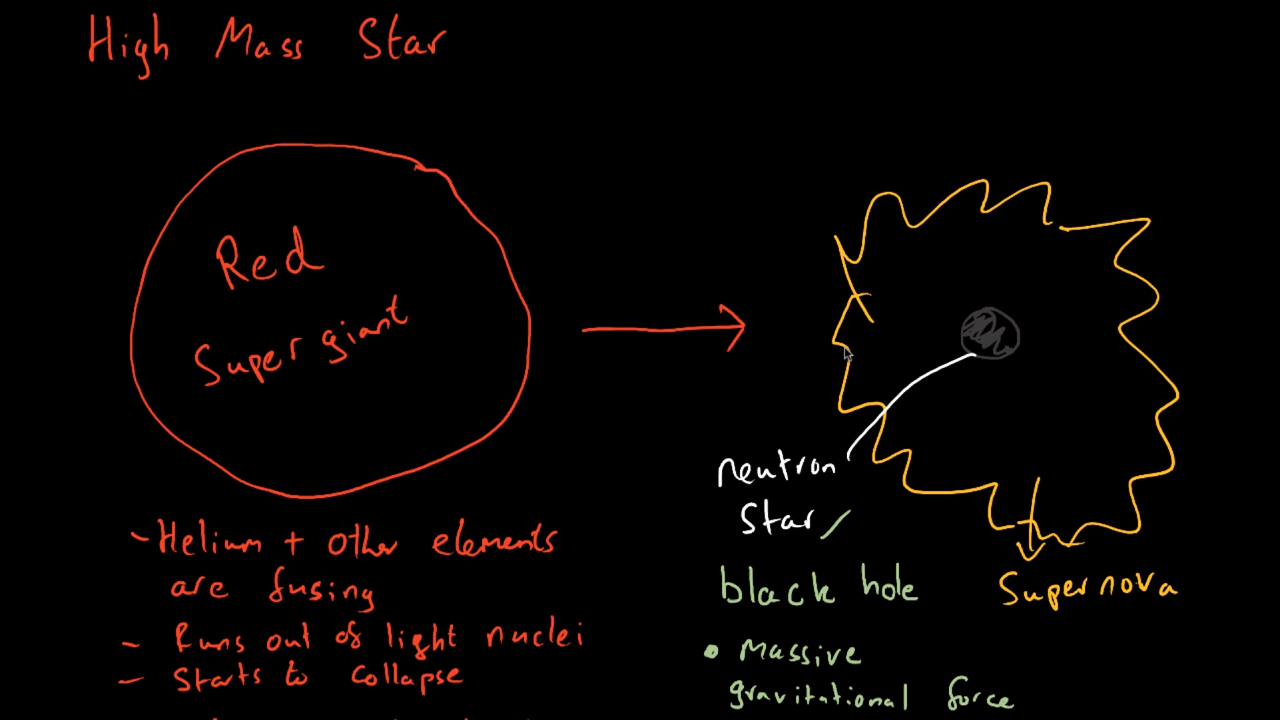 High Mass Star
Red
Super giant
- Helium + other elements
are fusing
- Runs out of light nuclei
- Starts to collapse
neutron
Star/
black hole
• Massive
gravitational force
Supernova